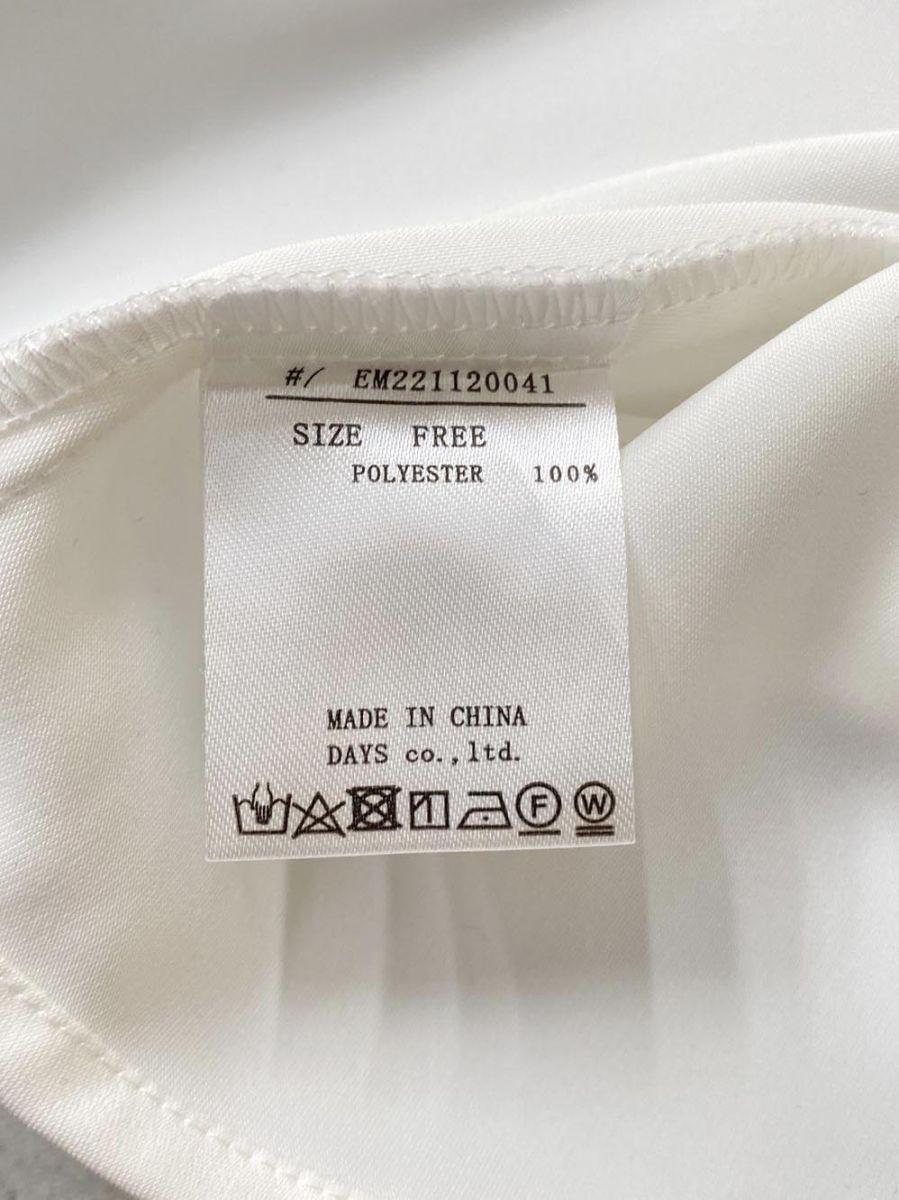 #/ EM221120041
SIZE FREE
POLYESTER 100%
MADE IN CHINA
DAYS co.,ltd.
F W